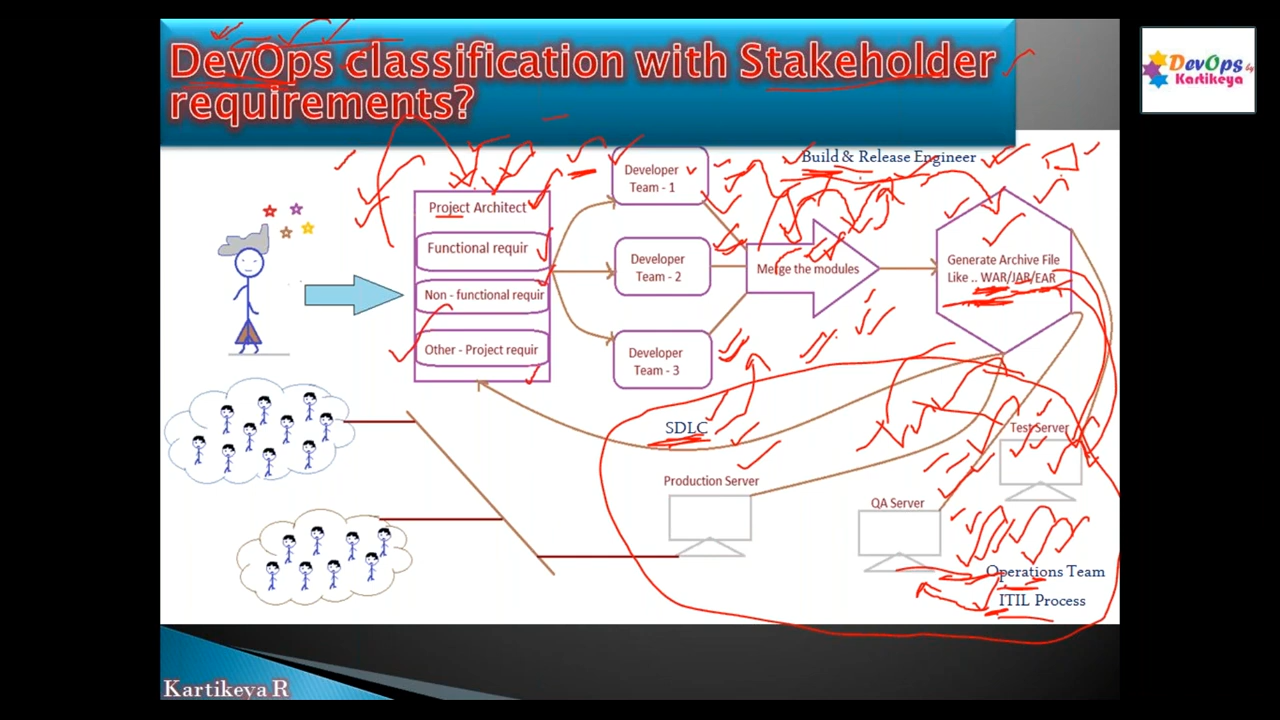 DevOps classification with Stakeholder
requirements?
DevOps by
Kartikeya
Build & Release Engineer
Project Architect
Functional requir
Non - functional requir
Other - Project requir
Developer
Team - 1
Developer
Team - 2
Developer
Team - 3
Merge the modules
Generate Archive File
Like .. WAR/JAR/EAR
SDLC
Production Server
QA Server
Test Server
Operations Team
ITIL Process
Kartikeya R